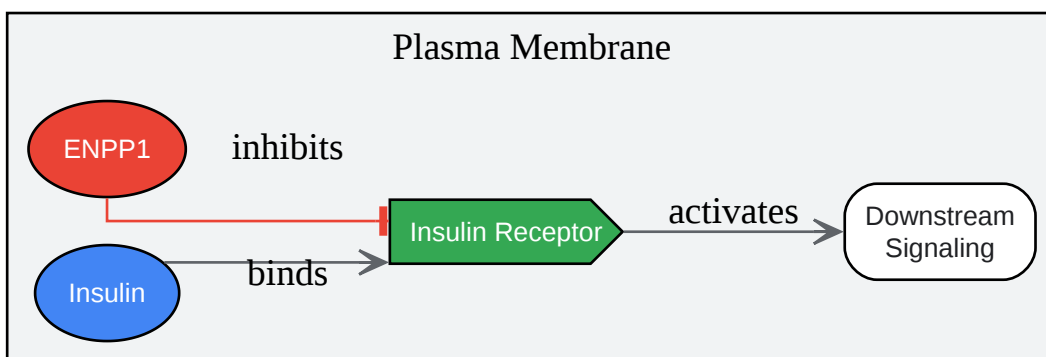 Plasma Membrane
ENPP1
inhibits
Insulin Receptor
activates
Downstream
Signaling
binds
Insulin